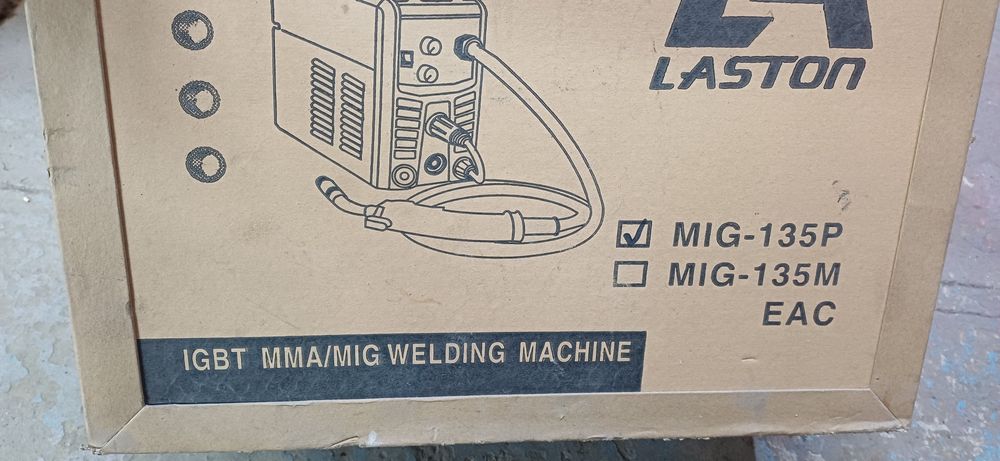 LASTON
☑ MIG-135P
☐ MIG-135M
EAC
IGBT MMA/MIG WELDING MACHINE